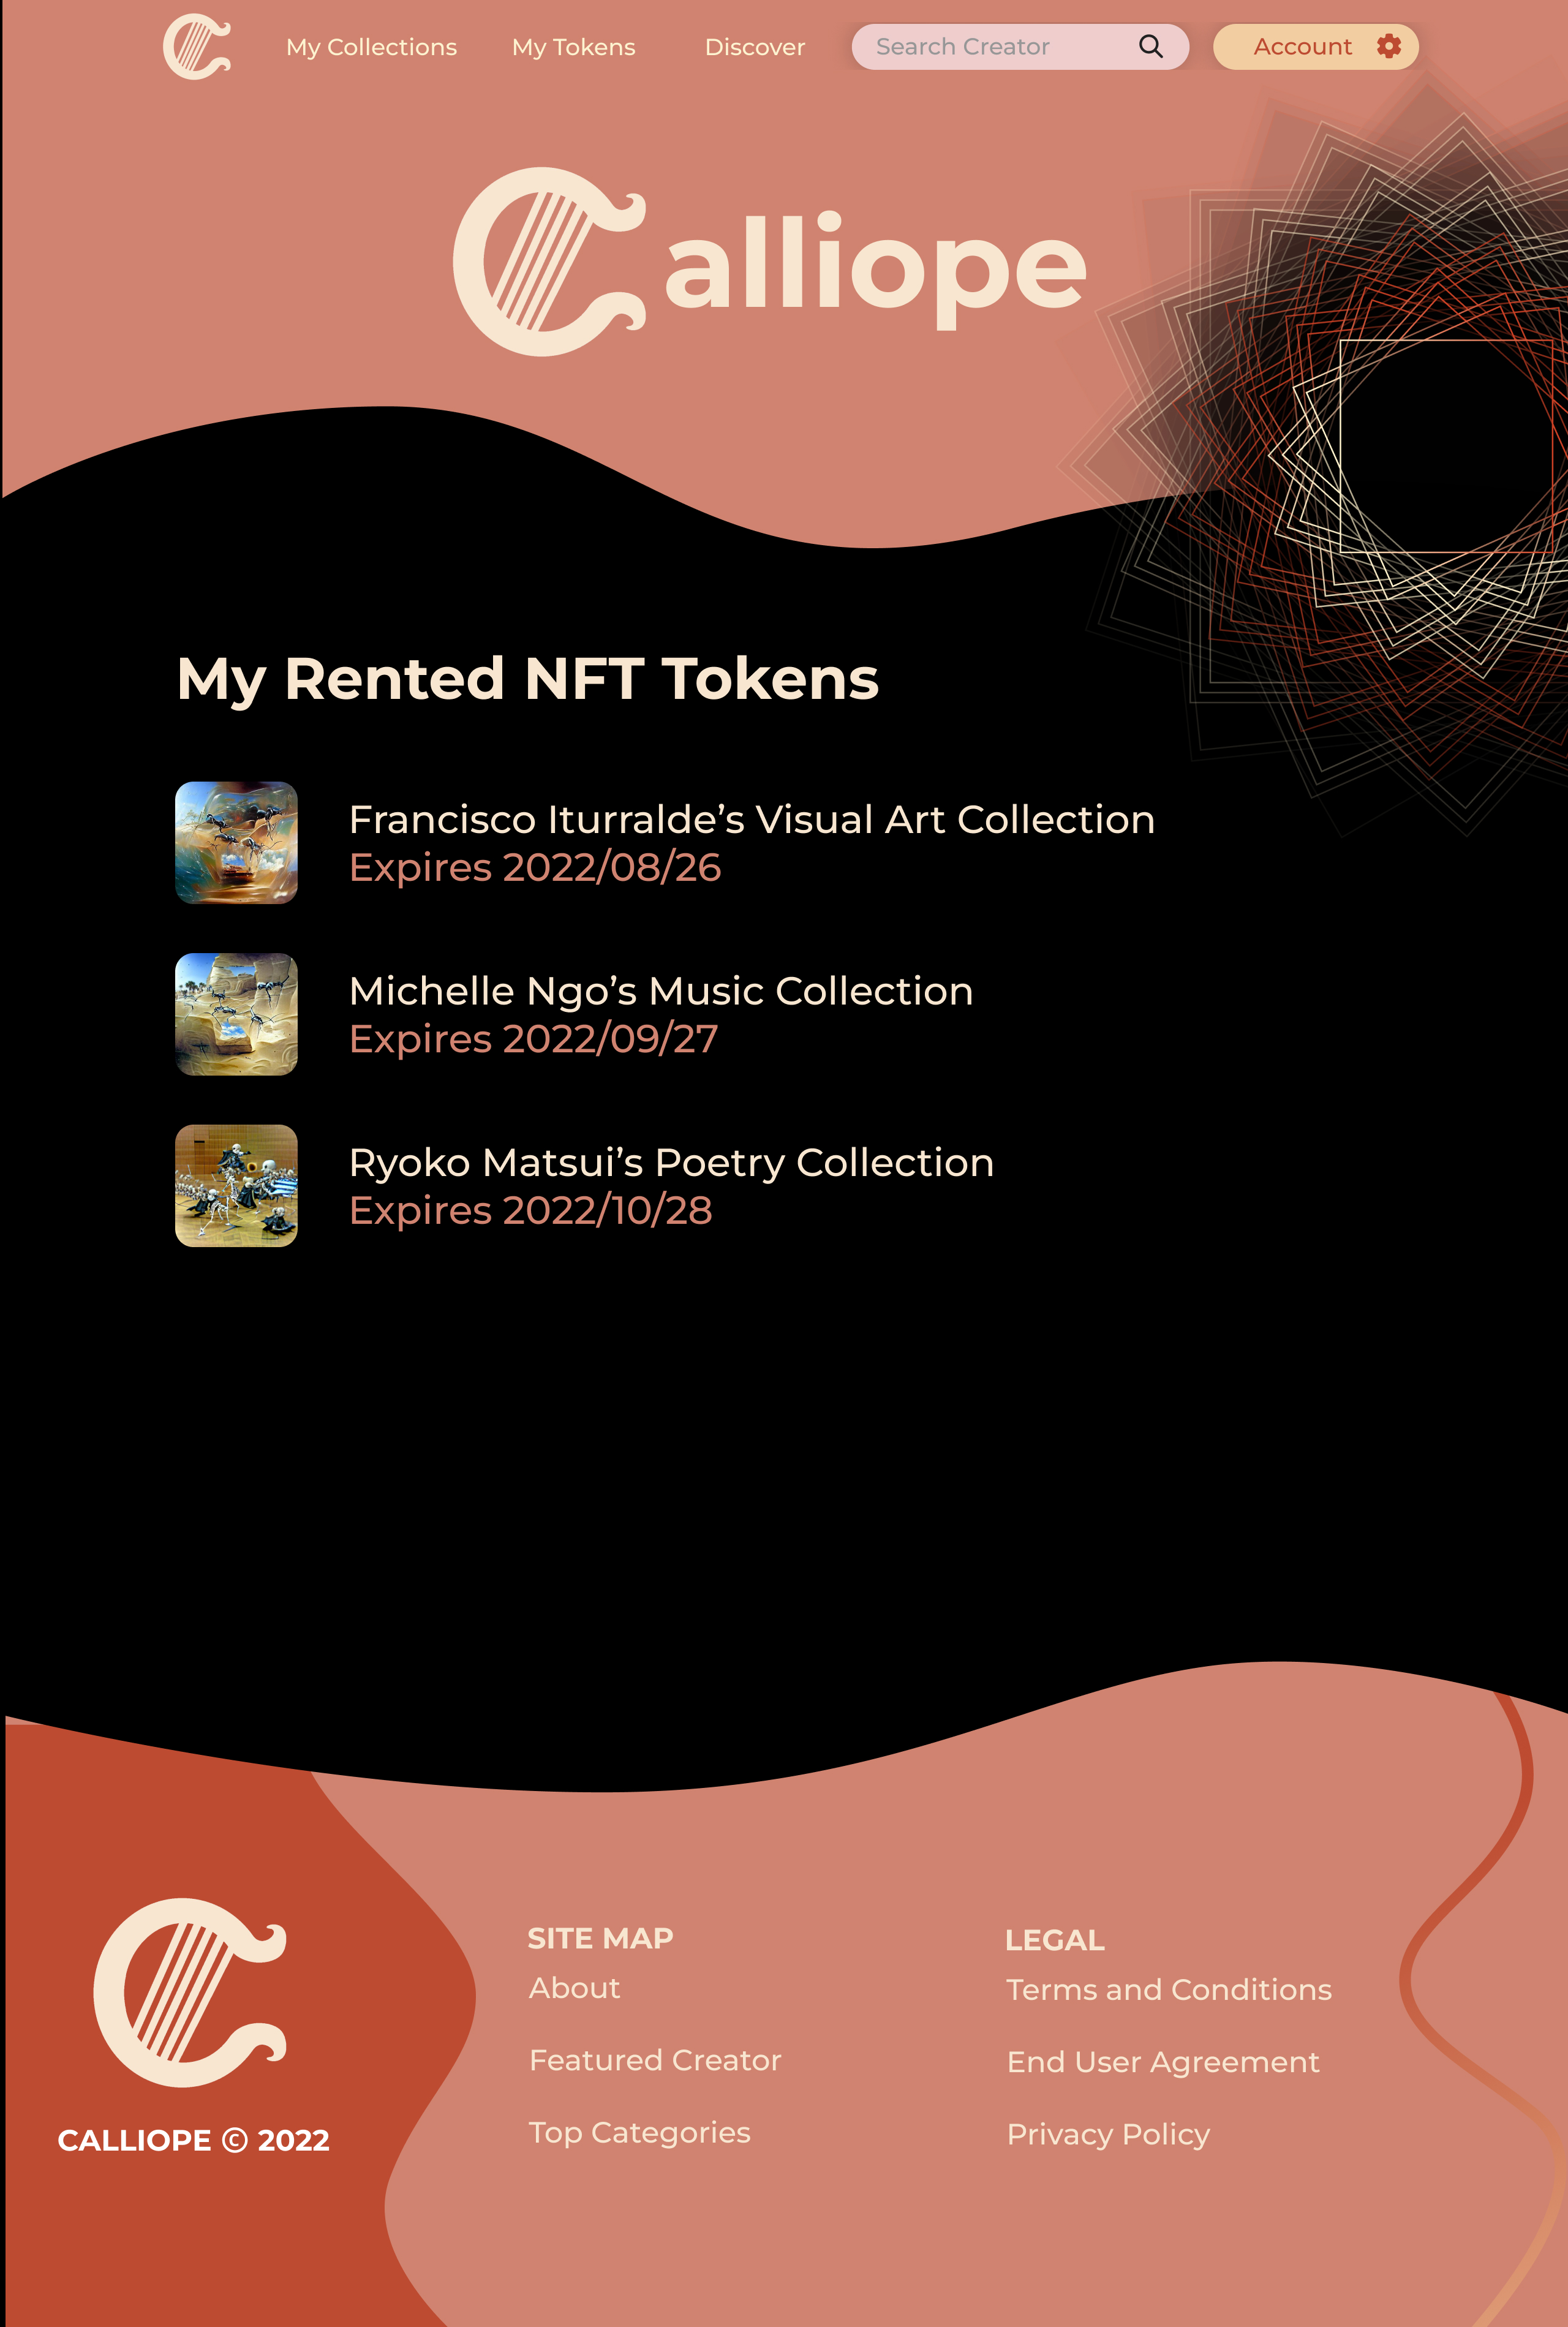 My Collections My Tokens Discover Search Creator Account
Calliope
My Rented NFT Tokens
Francisco Iturralde’s Visual Art Collection
Expires 2022/08/26
Michelle Ngo’s Music Collection
Expires 2022/09/27
Ryoko Matsui’s Poetry Collection
Expires 2022/10/28
SITE MAP
About
Featured Creator
Top Categories
LEGAL
Terms and Conditions
End User Agreement
Privacy Policy
CALLIOPE © 2022